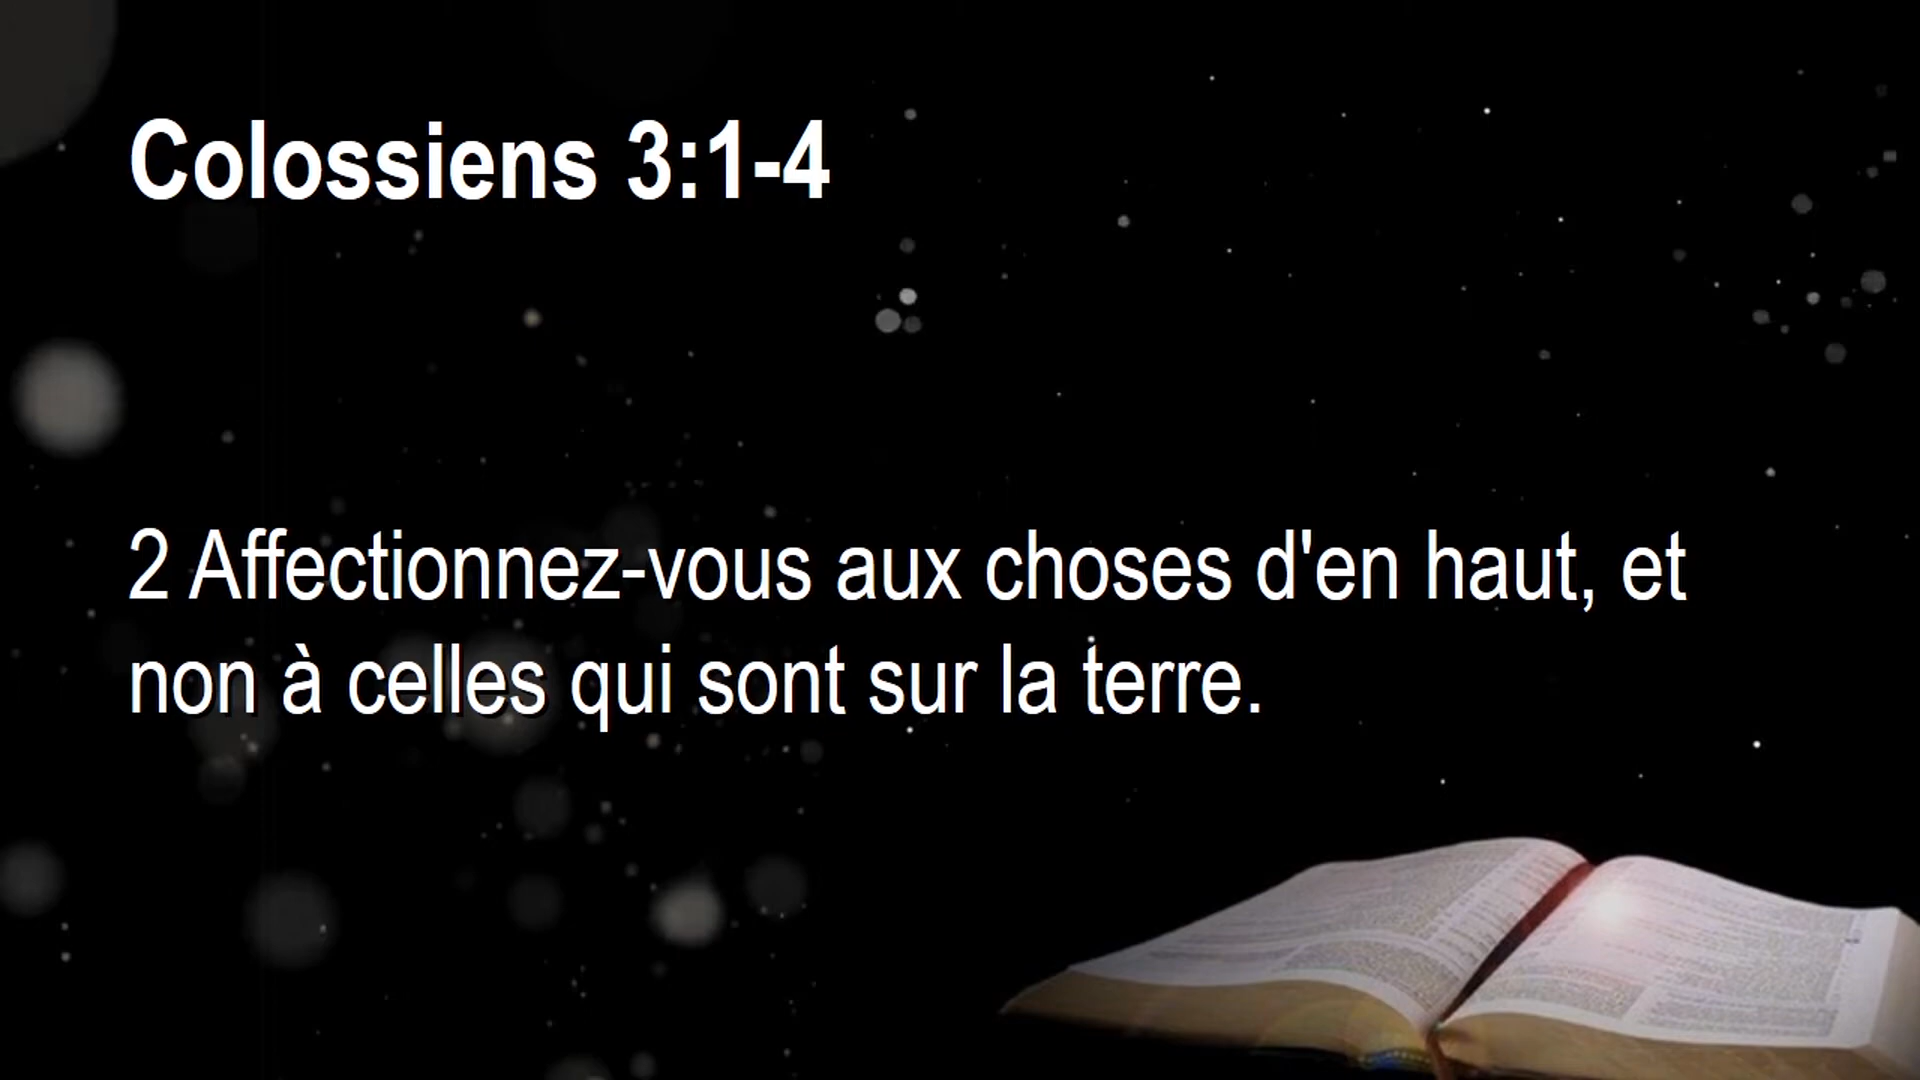 Colossiens 3:1-4
2 Affectionnez-vous aux choses d'en haut, et
non à celles qui sont sur la terre.